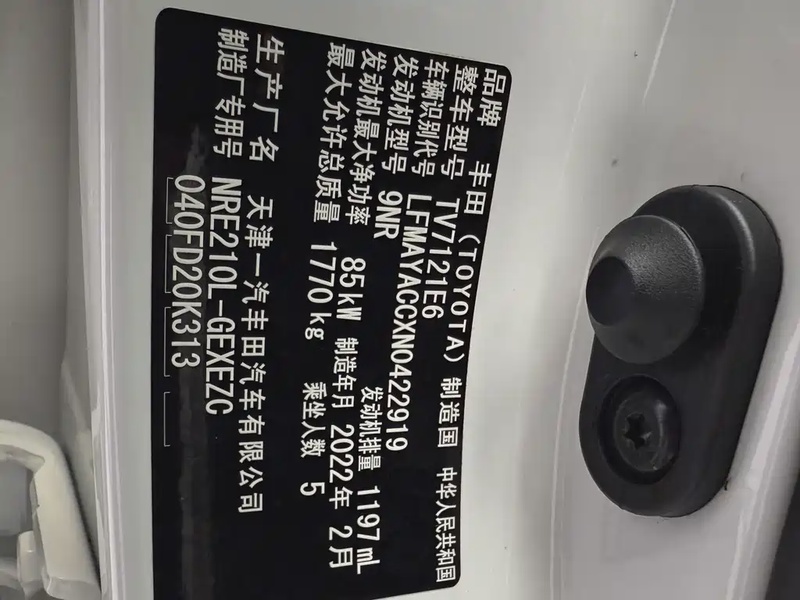 品牌 丰田 (TOYOTA) 制造国 中华人民共和国
整车型号 TV7121E6
车辆识别代号 LFMAYACCXN0422919
发动机型号 9NR 发动机排量 1197 mL
发动机最大净功率 85kW 制造年月 2022年 2月
最大允许总质量 1770kg 乘坐人数 5
生产厂名 天津一汽丰田汽车有限公司
制造厂专用号 NRE210L-GEXEZC
040FD20K313